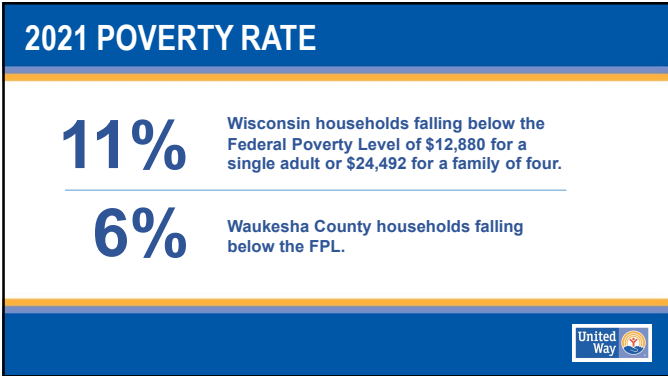 2021 POVERTY RATE
11%
Wisconsin households falling below the
Federal Poverty Level of $12,880 for a
single adult or $24,492 for a family of four.
6%
Waukesha County households falling
below the FPL.
United
Way